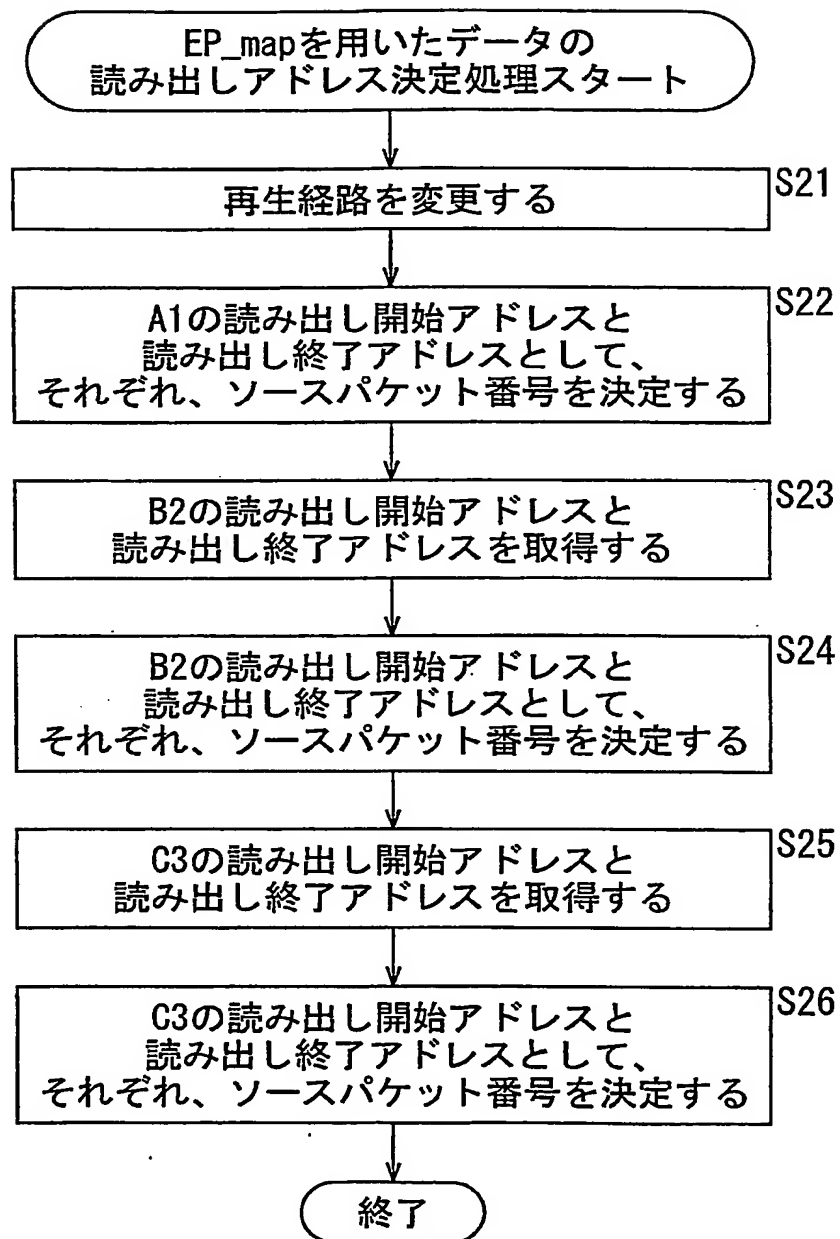 EP_mapを用いたデータの
読み出しアドレス決定処理スタート
再生経路を変更する
S21
A1の読み出し開始アドレスと
読み出し終了アドレスとして、
それぞれ、ソースパケット番号を決定する
S22
B2の読み出し開始アドレスと
読み出し終了アドレスを取得する
S23
B2の読み出し開始アドレスと
読み出し終了アドレスとして、
それぞれ、ソースパケット番号を決定する
S24
C3の読み出し開始アドレスと
読み出し終了アドレスを取得する
S25
C3の読み出し開始アドレスと
読み出し終了アドレスとして、
それぞれ、ソースパケット番号を決定する
S26
終了